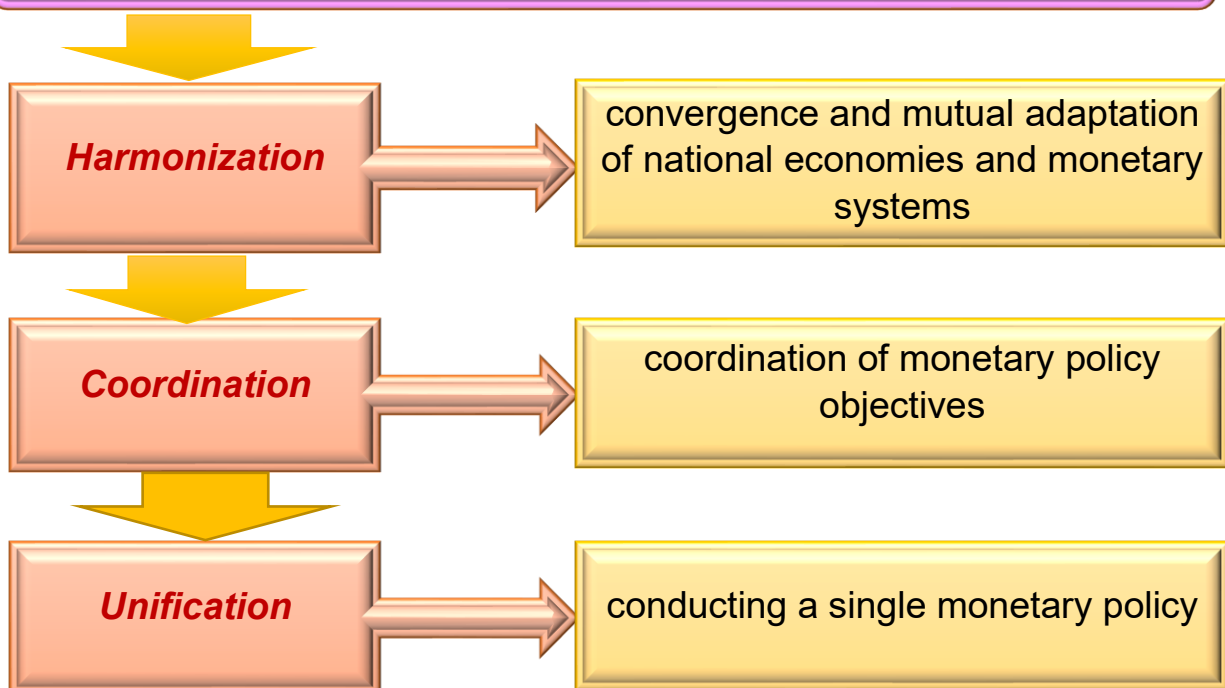 Harmonization
convergence and mutual adaptation
of national economies and monetary
systems
Coordination
coordination of monetary policy
objectives
Unification
conducting a single monetary policy